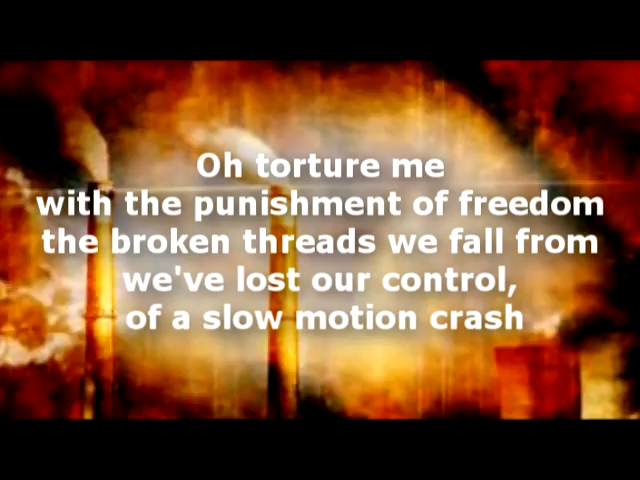 Oh torture me
with the punishment of freedom
the broken threads we fall from
we've lost our control,
of a slow motion crash